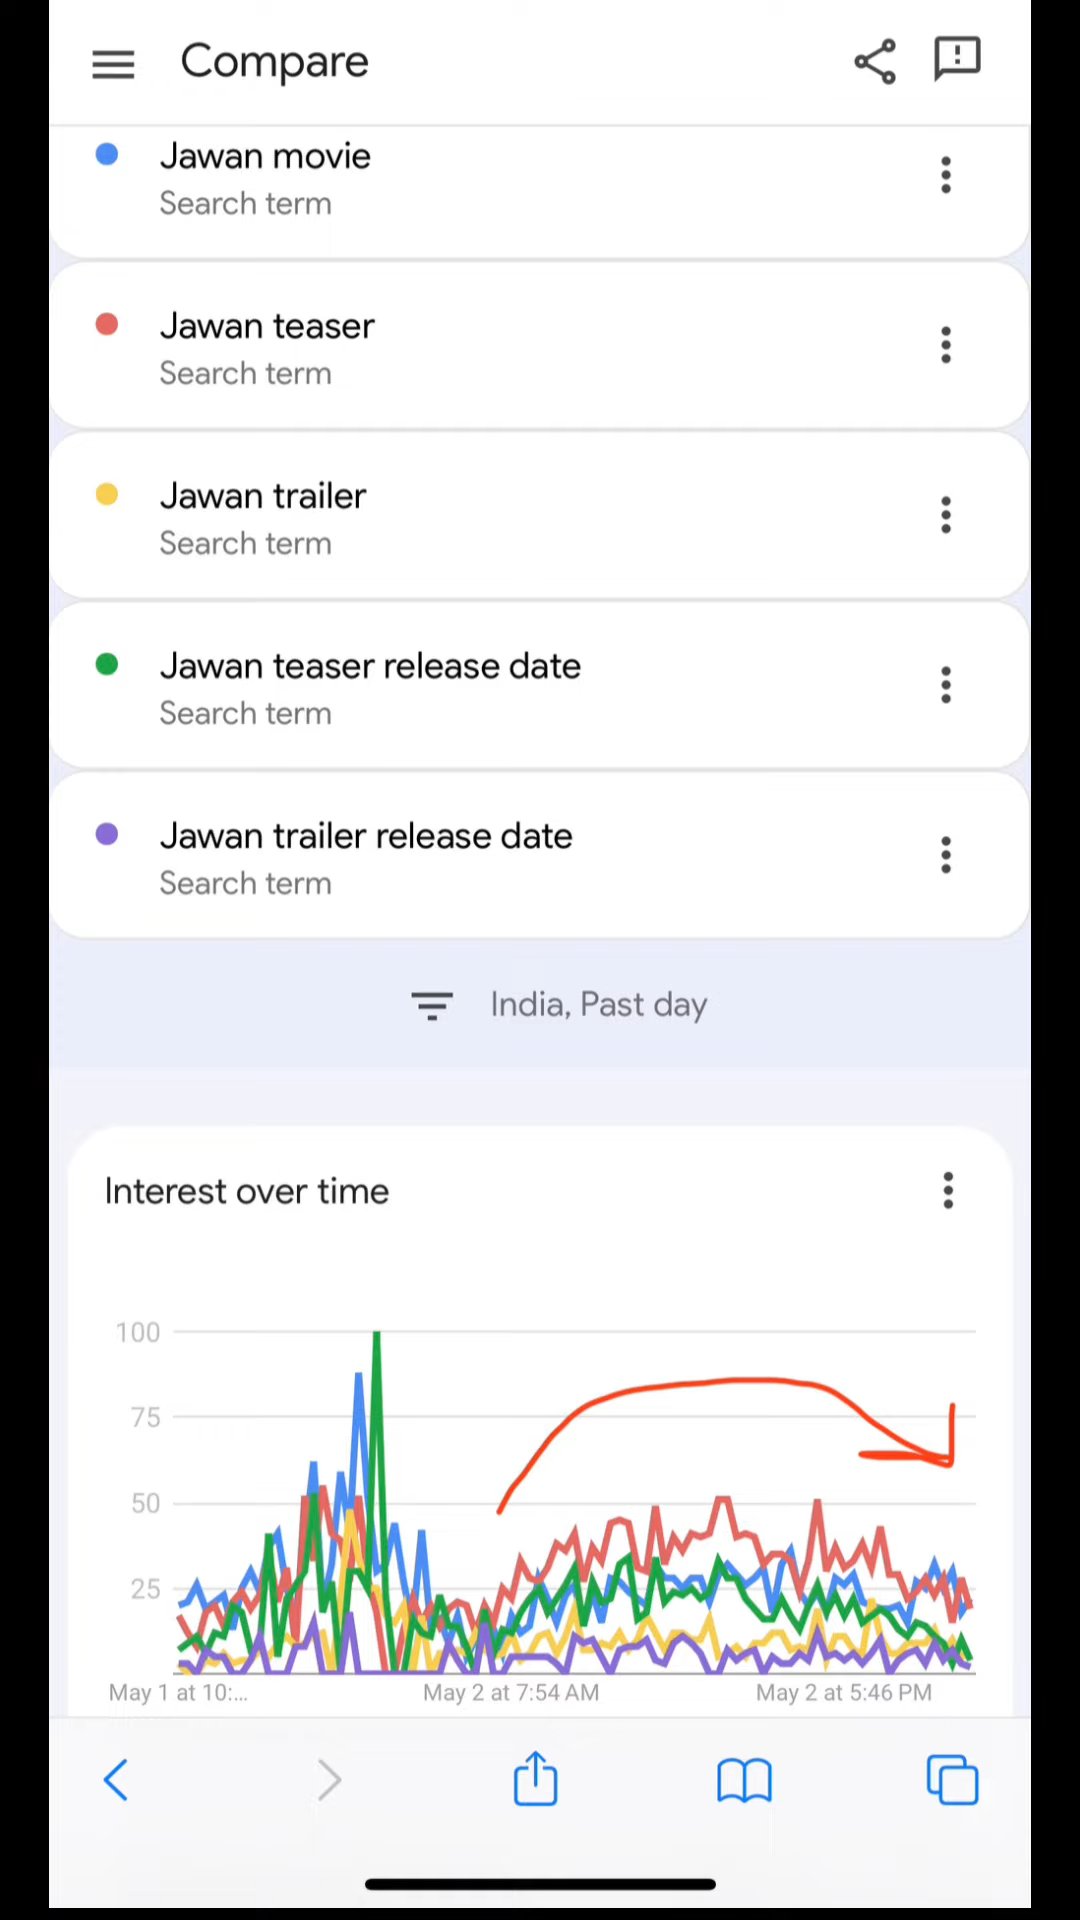 Compare
Jawan movie
Search term
Jawan teaser
Search term
Jawan trailer
Search term
Jawan teaser release date
Search term
Jawan trailer release date
Search term
India, Past day
Interest over time
100
75
50
25
May 1 at 10:...
May 2 at 7:54 AM
May 2 at 5:46 PM